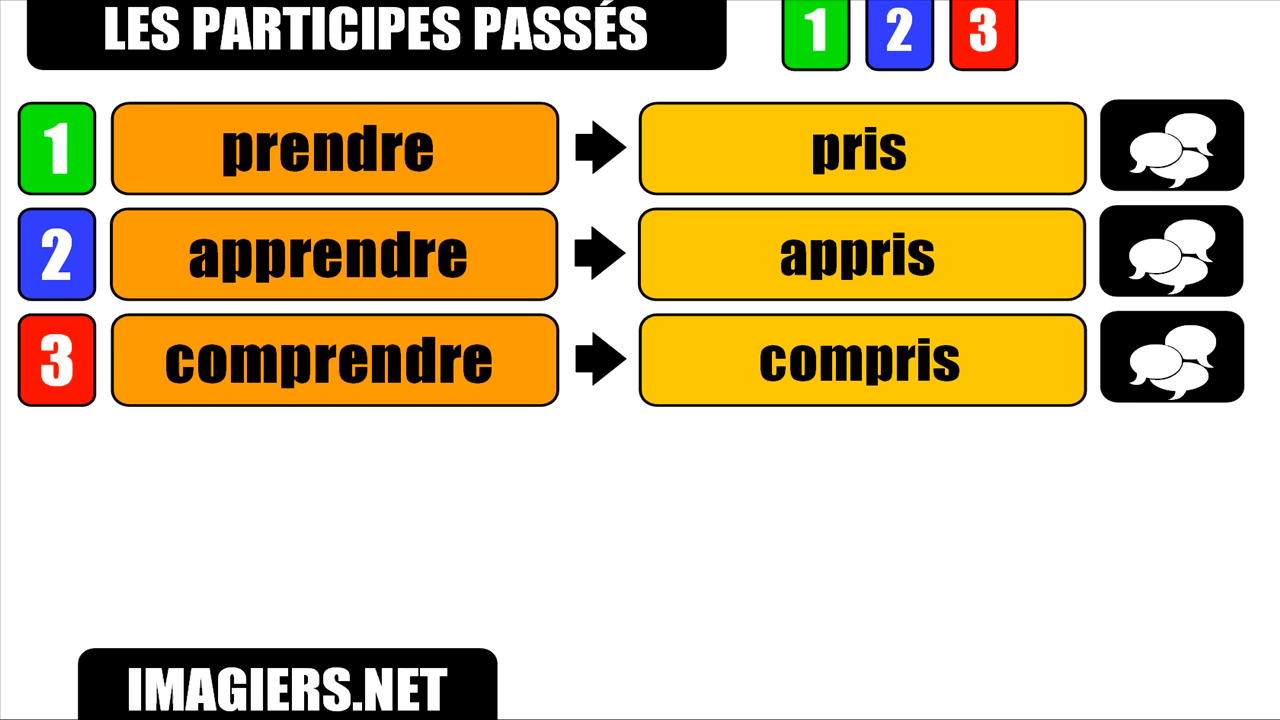 LES PARTICIPES PASSÉS 1 2 3
1 prendre pris
2 apprendre appris
3 comprendre compris
IMAGIERS.NET